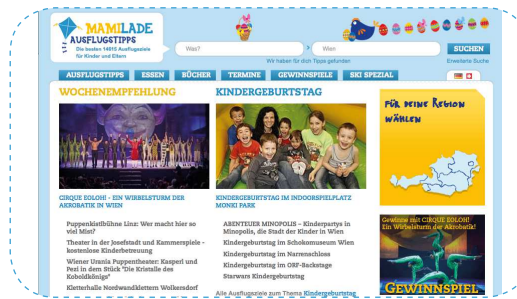 MAMILADE
AUSFLUGSTIPPS
Die besten 14015 Ausflugsziele
für Kinder und Eltern
Was?
Wien
SUCHEN
Wir haben für dich Tipps gefunden
Erweiterte Suche
AUSFLUGSTIPPS
ESSEN
BÜCHER
TERMINE
GEWINNSPIELE
SKI SPEZIAL
WOCHENEMPFEHLUNG
CIRQUE EOLOH! - EIN WIRBELSTURM DER
AKROBATIK IN WIEN
Puppenkistlbühne Linz: Wer macht hier so
viel Mist?
Theater in der Josefstadt und Kammerspiele -
kostenlose Kinderbetreuung
Wiener Urania Puppentheater: Kasperl und
Pezi in dem Stück "Die Kristalle des
Koboldkönigs"
Kletterhalle Nordwandklettern Wolkersdorf
KINDERGEBURTSTAG
KINDERGEBURTSTAG IM INDOORSPIELPLATZ
MONKI PARK
ABENTEUER MINOPOLIS – Kinderpartys in
Minopolis, die Stadt der Kinder in Wien
Kindergeburtstag im Schokomuseum Wien
Kindergeburtstag im Narrenschloss
Kindergeburtstag im ORF-Backstage
Starwars Kindergeburtstag
Alle Ausflugsziele zum Thema Kindergeburtstag
FÜR DEINE REGION
WÄHLEN
Gewinne mit CIRQUE EOLOH!
Ein Wirbelsturm der Akrobatik!
GEWINNSPIEL